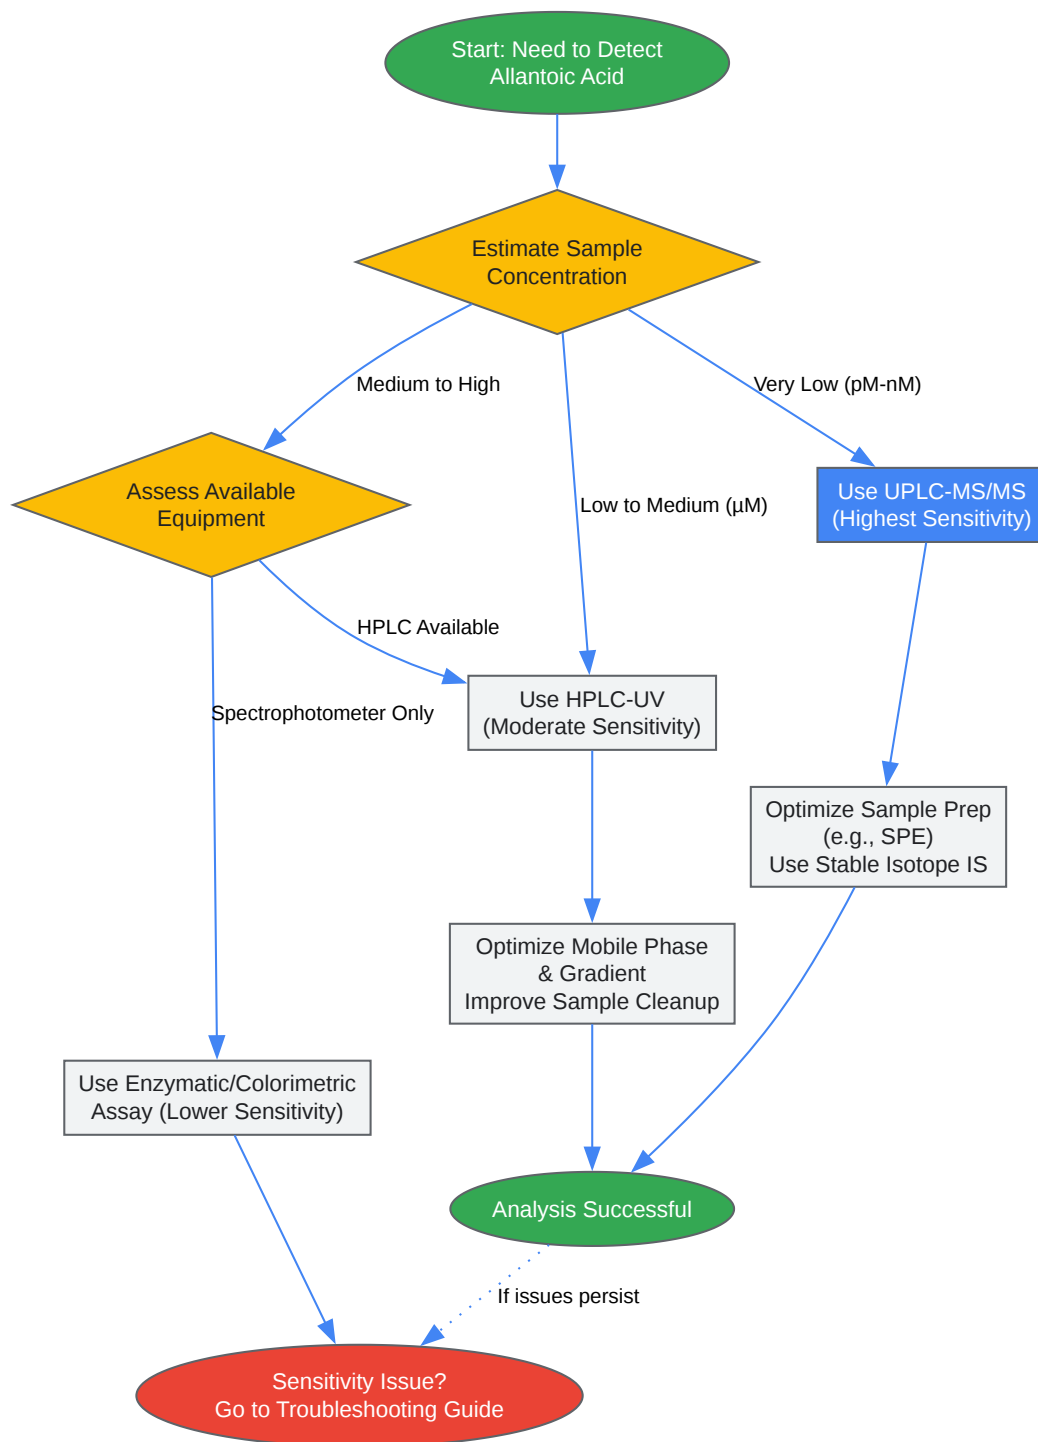 Start: Need to Detect
Allantoic Acid
Estimate Sample
Concentration
Medium to High
Very Low (pM-nM)
Assess Available
Equipment
Low to Medium (µM)
Use UPLC-MS/MS
(Highest Sensitivity)
HPLC Available
Spectrophotometer Only
Use HPLC-UV
(Moderate Sensitivity)
Optimize Sample Prep
(e.g., SPE)
Use Stable Isotope IS
Optimize Mobile Phase
& Gradient
Improve Sample Cleanup
Use Enzymatic/Colorimetric
Assay (Lower Sensitivity)
Analysis Successful
If issues persist
Sensitivity Issue?
Go to Troubleshooting Guide